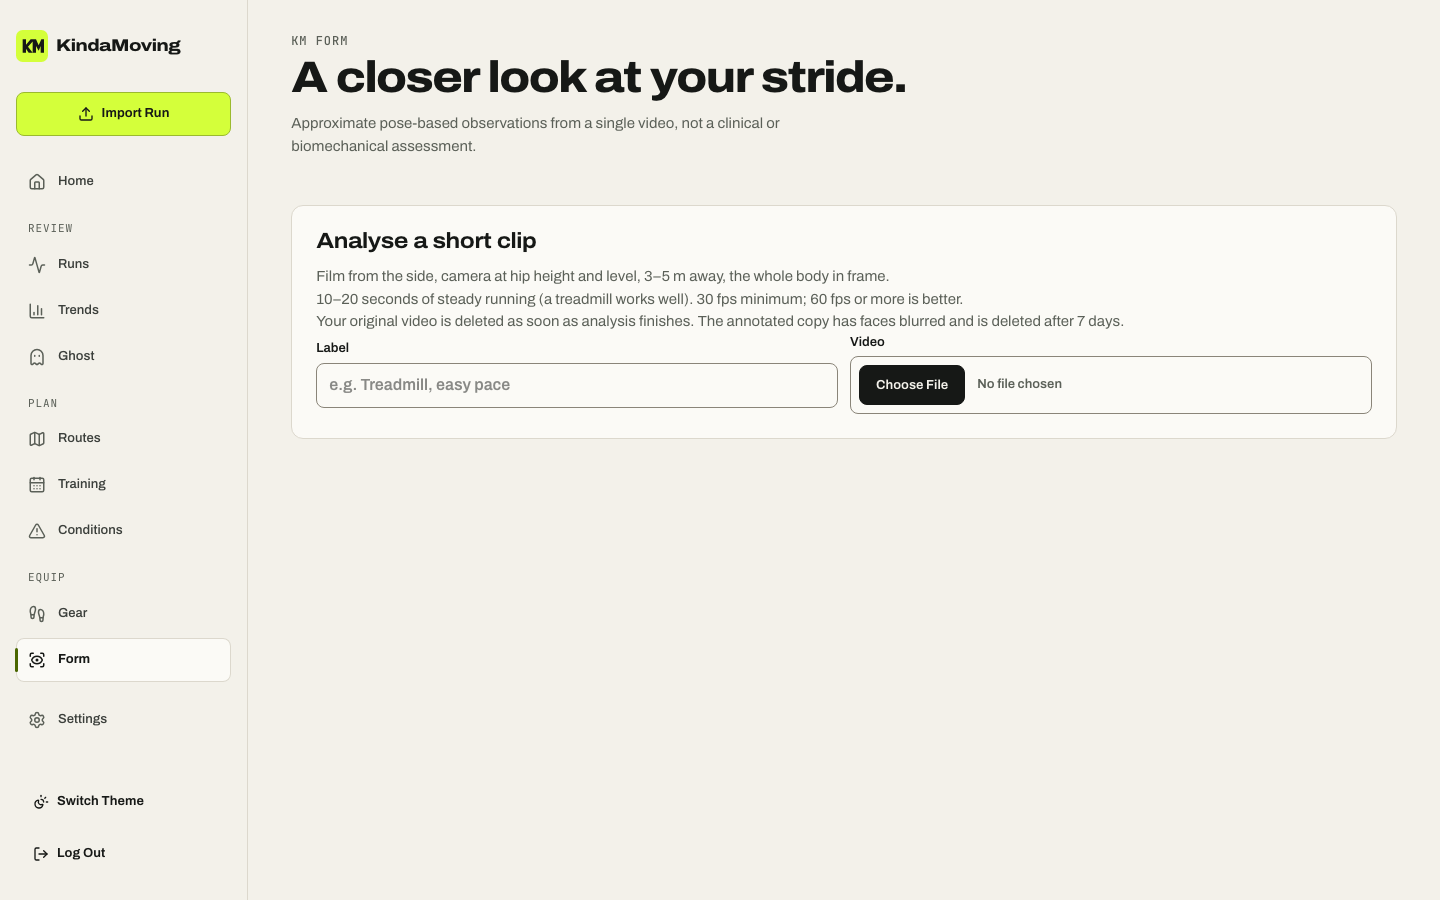 KM KindaMoving
Import Run
Home
REVIEW
Runs
Trends
Ghost
PLAN
Routes
Training
Conditions
EQUIP
Gear
Form
Settings
Switch Theme
Log Out
KM FORM
A closer look at your stride.
Approximate pose-based observations from a single video, not a clinical or
biomechanical assessment.
Analyse a short clip
Film from the side, camera at hip height and level, 3–5 m away, the whole body in frame.
10–20 seconds of steady running (a treadmill works well). 30 fps minimum; 60 fps or more is better.
Your original video is deleted as soon as analysis finishes. The annotated copy has faces blurred and is deleted after 7 days.
Label
e.g. Treadmill, easy pace
Video
Choose File No file chosen